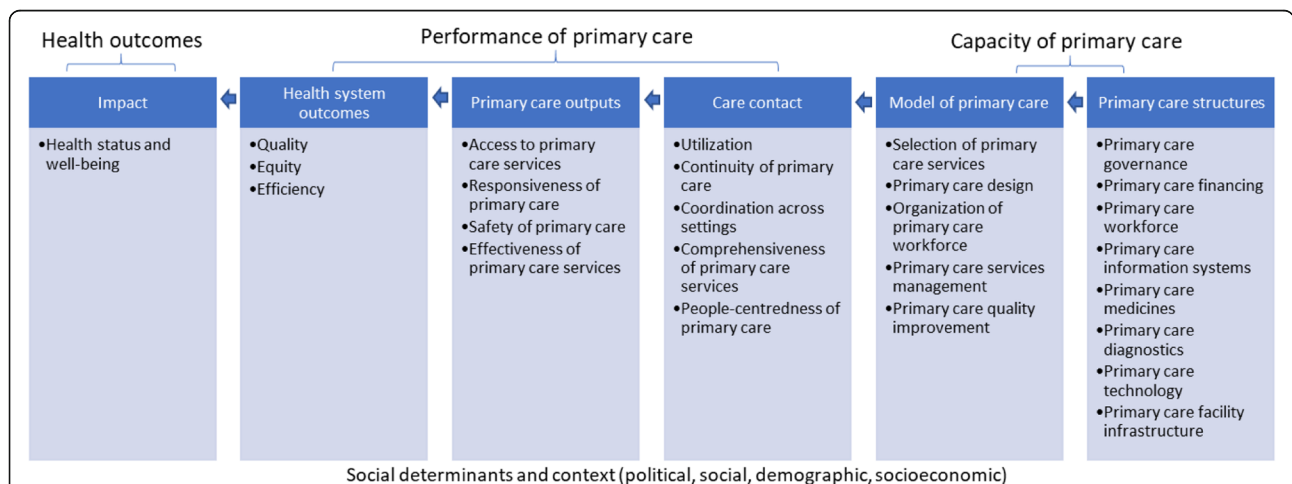 Health outcomes
Performance of primary care
Capacity of primary care
Impact
•Health status and
well-being
Health system
outcomes
•Quality
•Equity
•Efficiency
Primary care outputs
•Access to primary
care services
•Responsiveness of
primary care
•Safety of primary care
•Effectiveness of
primary care services
Care contact
•Utilization
•Continuity of primary
care
•Coordination across
settings
•Comprehensiveness
of primary care
services
•People-centredness of
primary care
Model of primary care
•Selection of primary
care services
•Primary care design
•Organization of
primary care
workforce
•Primary care services
management
•Primary care quality
improvement
Primary care structures
•Primary care
governance
•Primary care financing
•Primary care
workforce
•Primary care
information systems
•Primary care
medicines
•Primary care
diagnostics
•Primary care
technology
•Primary care facility
infrastructure
Social determinants and context (political, social, demographic, socioeconomic)